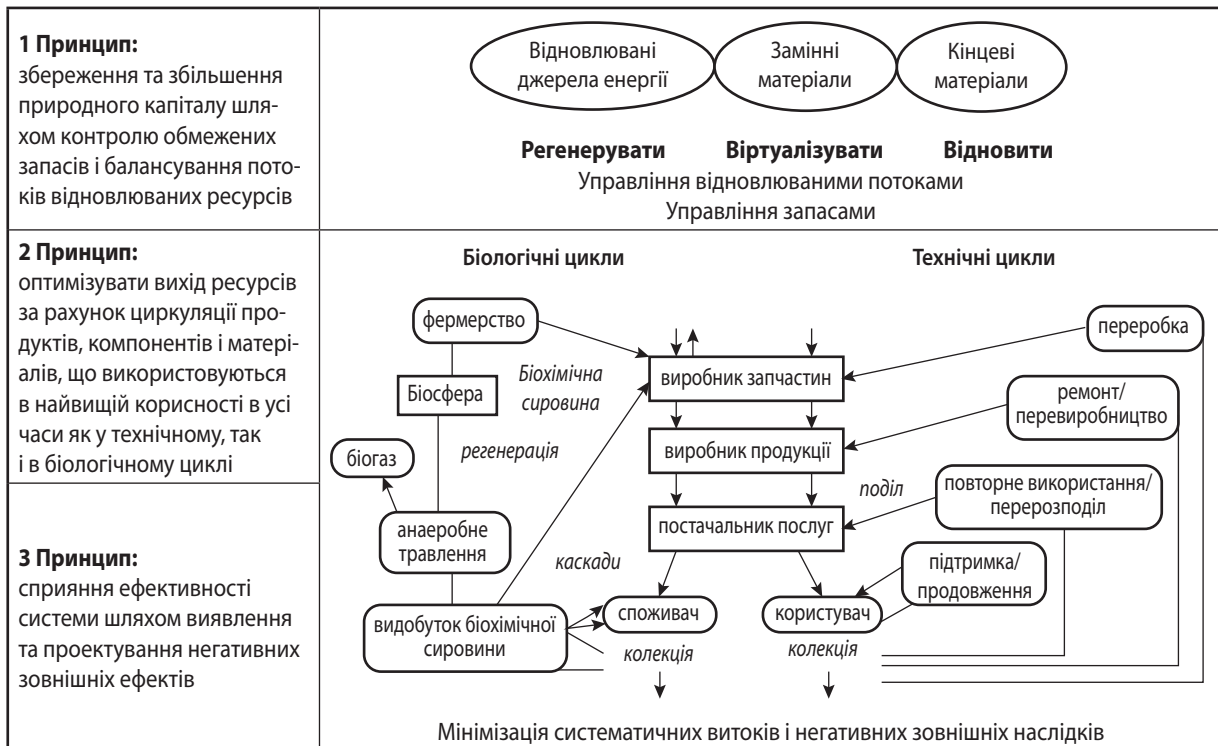 1 Принцип:
збереження та збільшення
природного капіталу шля-
хом контролю обмежених
запасів і балансування пото-
ків відновлюваних ресурсів
Відновлювані
джерела енергії
Замінні
матеріали
Кінцеві
матеріали
Регенерувати Віртуалізувати Відновити
Управління відновлюваними потоками
Управління запасами
2 Принцип:
оптимізувати вихід ресурсів
за рахунок циркуляції про-
дуктів, компонентів і матері-
алів, що використовуються
в найвищій корисності в усі
часи як у технічному, так
і в біологічному циклі
3 Принцип:
сприяння ефективності
системи шляхом виявлення
та проектування негативних
зовнішніх ефектів
Біологічні цикли
Технічні цикли
фермерство
переробка
Біосфера
Біохімічна
сировина
виробник запчастин
ремонт/
перевиробництво
регенерація
біогаз
виробник продукції
поділ
повторне використання/
перерозподіл
анаеробне
травлення
постачальник послуг
каскади
підтримка/
продовження
видобуток біохімічної
сировини
споживач
користувач
колекція
колекція
Мінімізація систематичних витоків і негативних зовнішніх наслідків